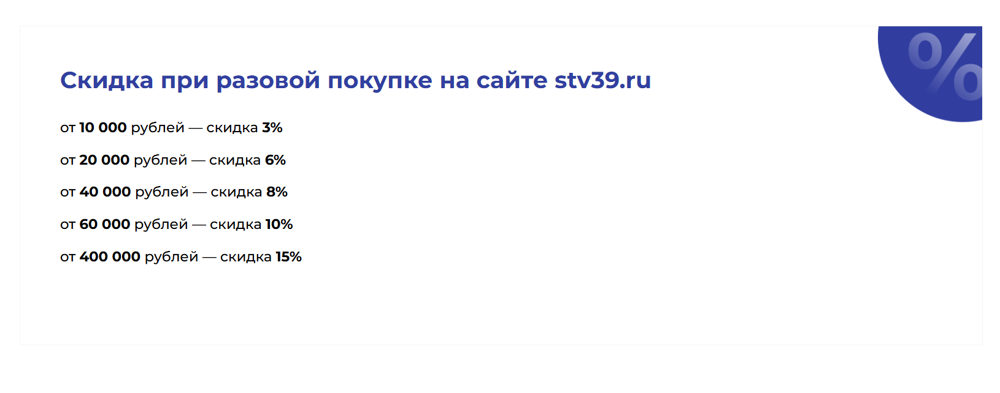 Скидка при разовой покупке на сайте stv39.ru
от 10 000 рублей — скидка 3%
от 20 000 рублей — скидка 6%
от 40 000 рублей — скидка 8%
от 60 000 рублей — скидка 10%
от 400 000 рублей — скидка 15%
%